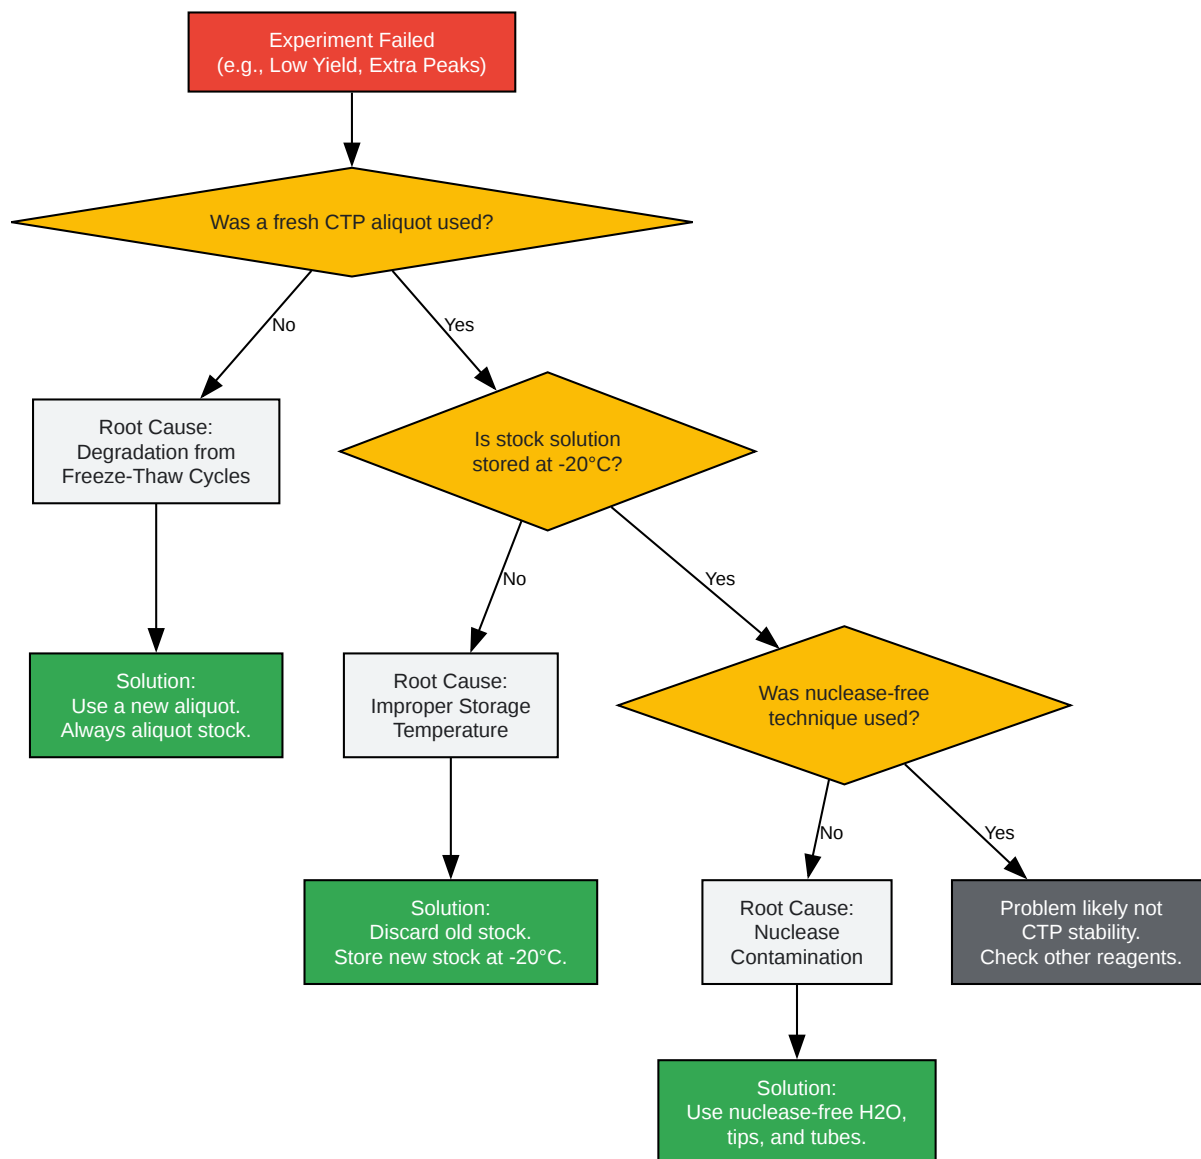 Experiment Failed
(e.g., Low Yield, Extra Peaks)
Was a fresh CTP aliquot used?
No
Yes
Root Cause:
Degradation from
Freeze-Thaw Cycles
Is stock solution
stored at -20°C?
No
Yes
Solution:
Use a new aliquot.
Always aliquot stock.
Root Cause:
Improper Storage
Temperature
Was nuclease-free
technique used?
No
Yes
Solution:
Discard old stock.
Store new stock at -20°C.
Root Cause:
Nuclease
Contamination
Problem likely not
CTP stability.
Check other reagents.
Solution:
Use nuclease-free H2O,
tips, and tubes.